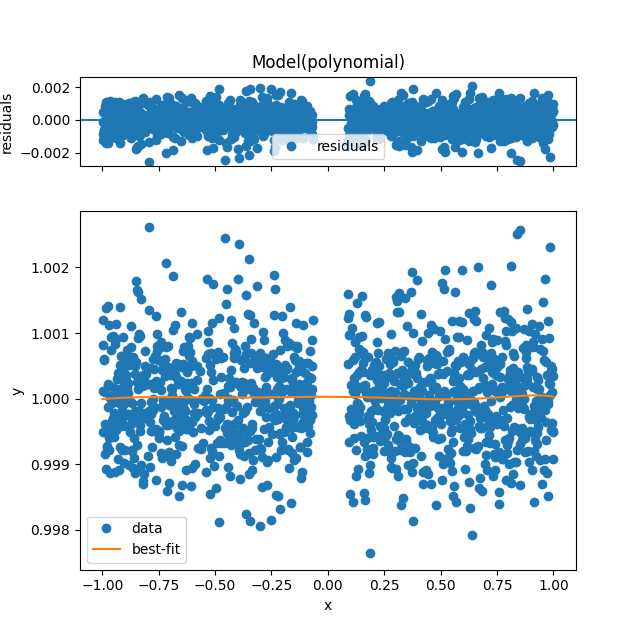 Model(polynomial)
residuals
0.002
0.000
−0.002
residuals
y
1.002
1.001
1.000
0.999
0.998
data
best-fit
−1.00 −0.75 −0.50 −0.25 0.00 0.25 0.50 0.75 1.00
x